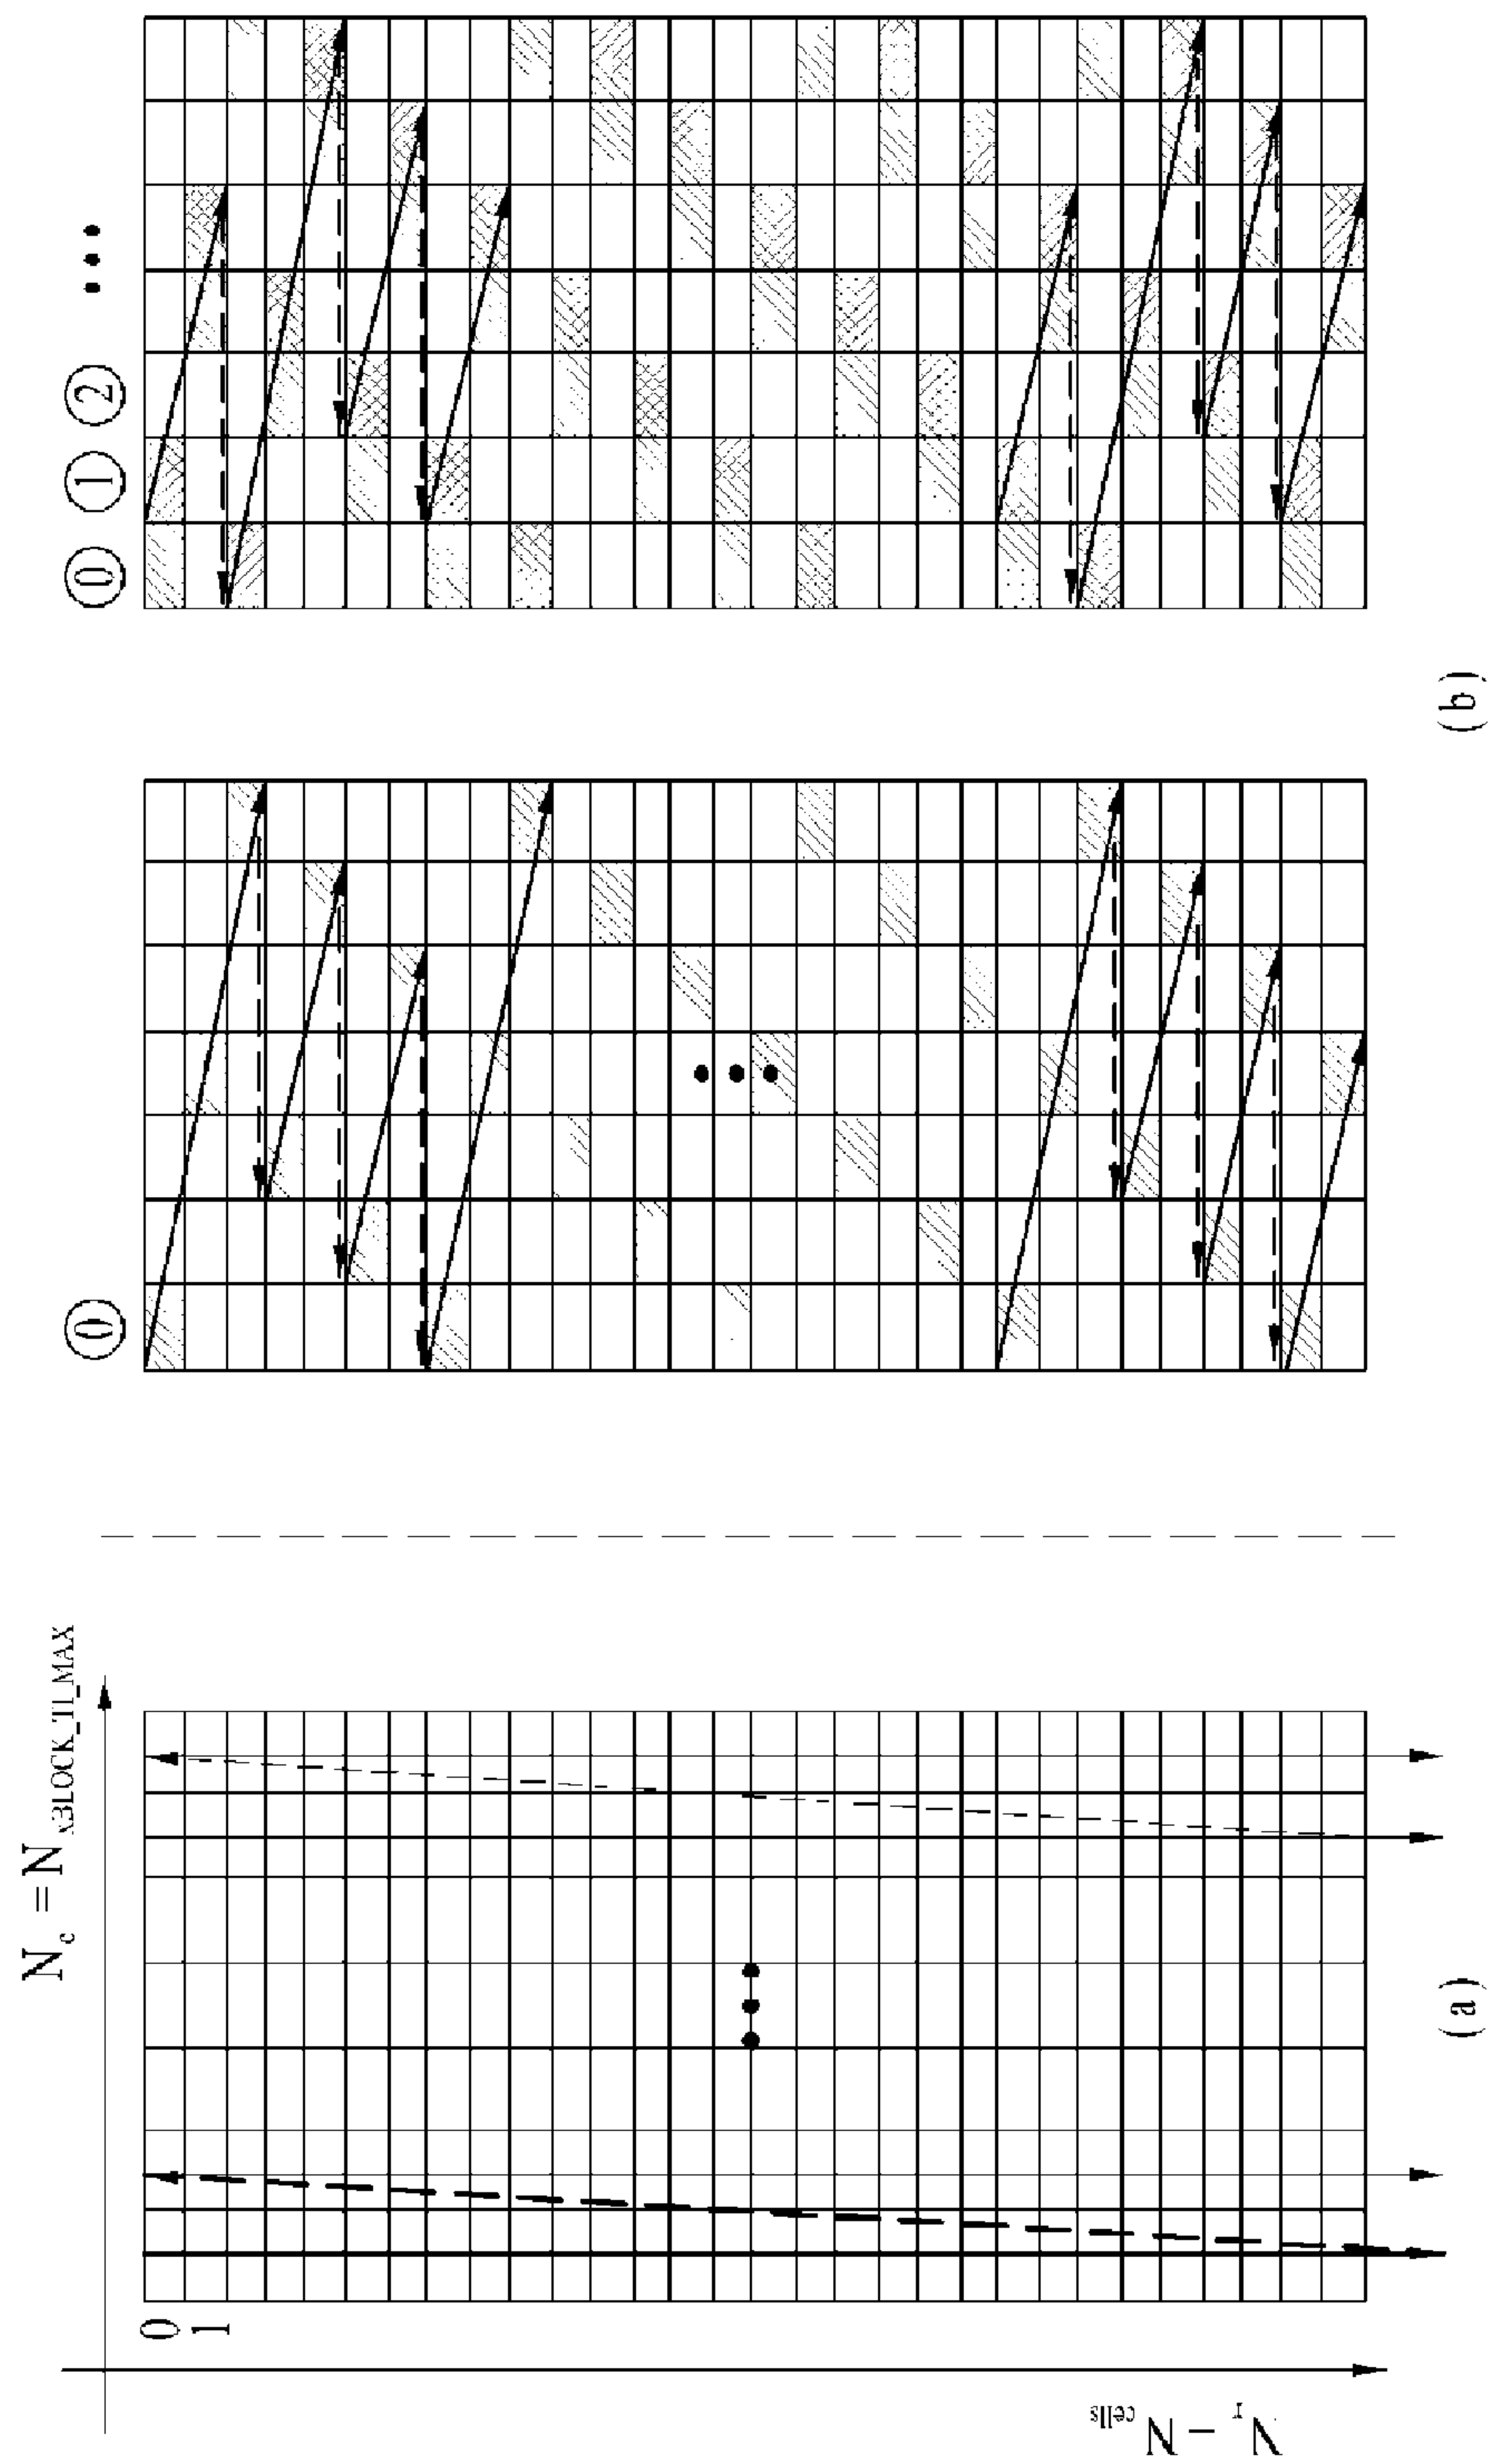 N_c = N_xBLOCK_TI_MAX
0
1
N_r = N_cells
(a)
⓪
⓪ ① ② •••
(b)